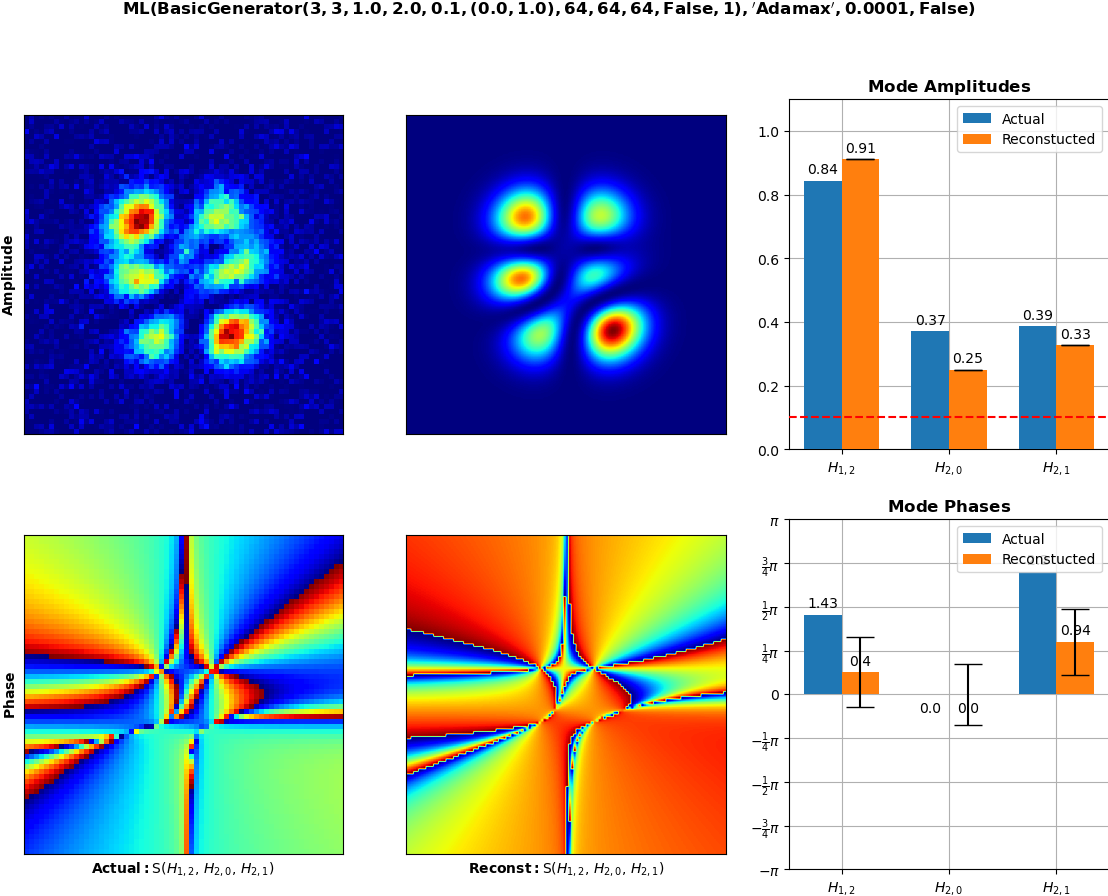 ML(BasicGenerator(3, 3, 1.0, 2.0, 0.1, (0.0, 1.0), 64, 64, 64, False, 1), ′Adamax′, 0.0001, False)
Amplitude
Mode Amplitudes
Actual
Reconstucted
1.0
0.8
0.6
0.4
0.2
0.0
0.84
0.91
0.37
0.25
0.39
0.33
H1,2
H2,0
H2,1
Phase
Actual: S(H1,2, H2,0, H2,1)
Reconst: S(H1,2, H2,0, H2,1)
Mode Phases
Actual
Reconstucted
π
3/4π
1/2π
1/4π
0
−1/4π
−1/2π
−3/4π
−π
1.43
0.4
0.0
0.0
0.94
H1,2
H2,0
H2,1